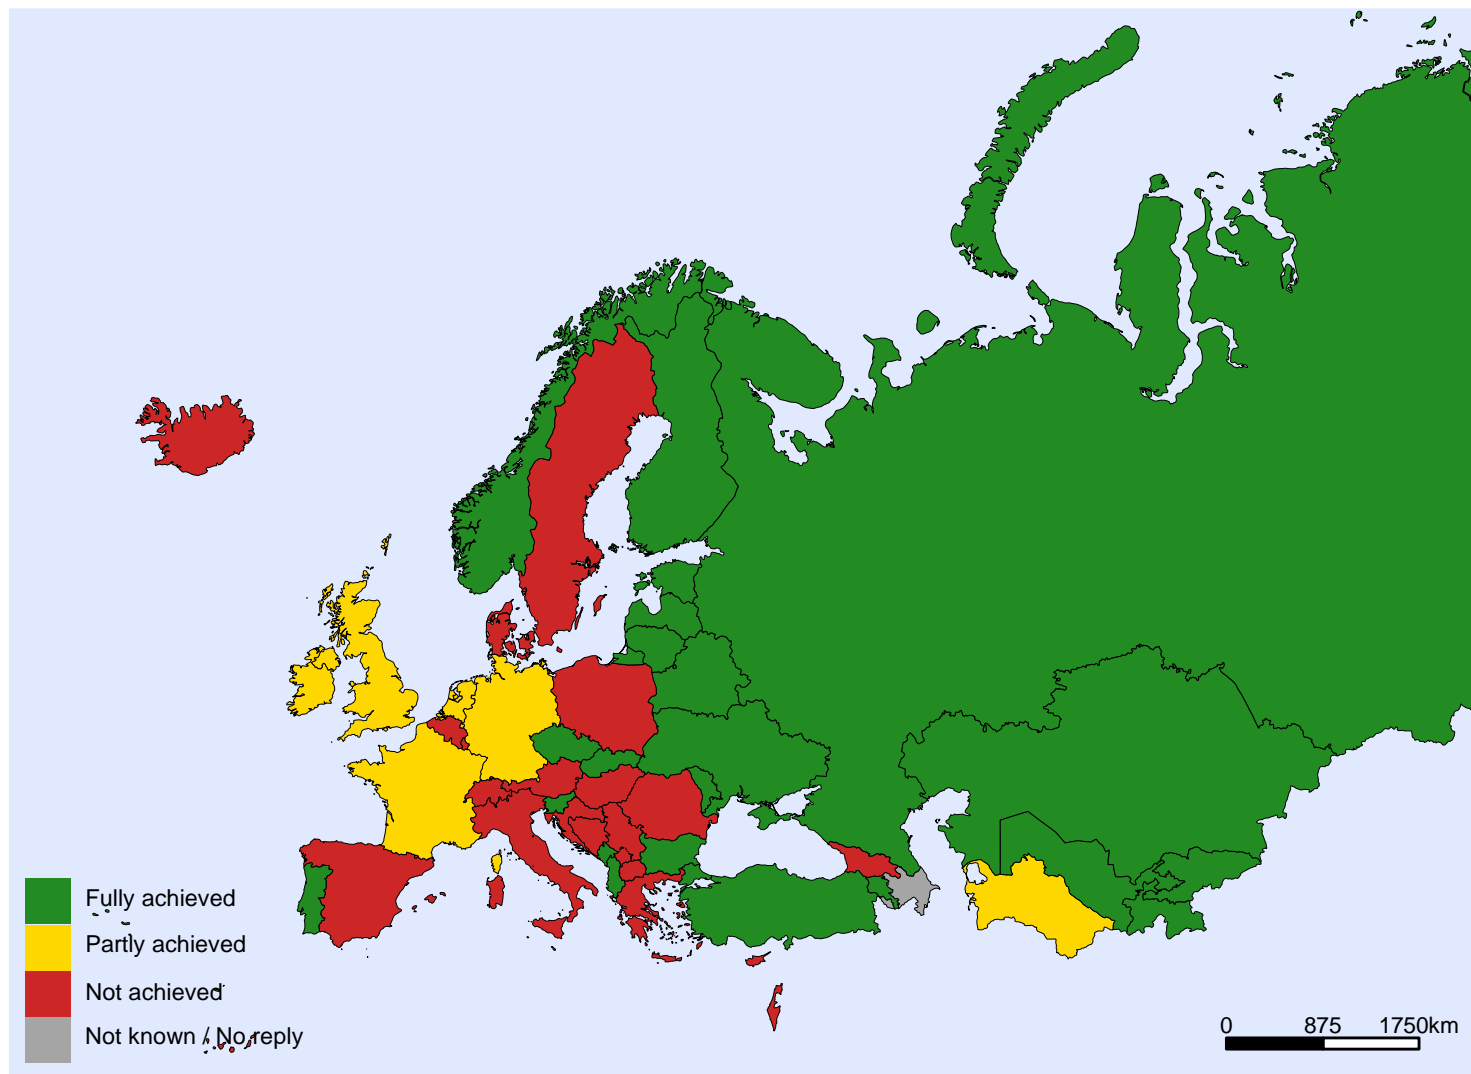 Fully achieved
Partly achieved
Not achieved
Not known / No reply
0 875 1750km